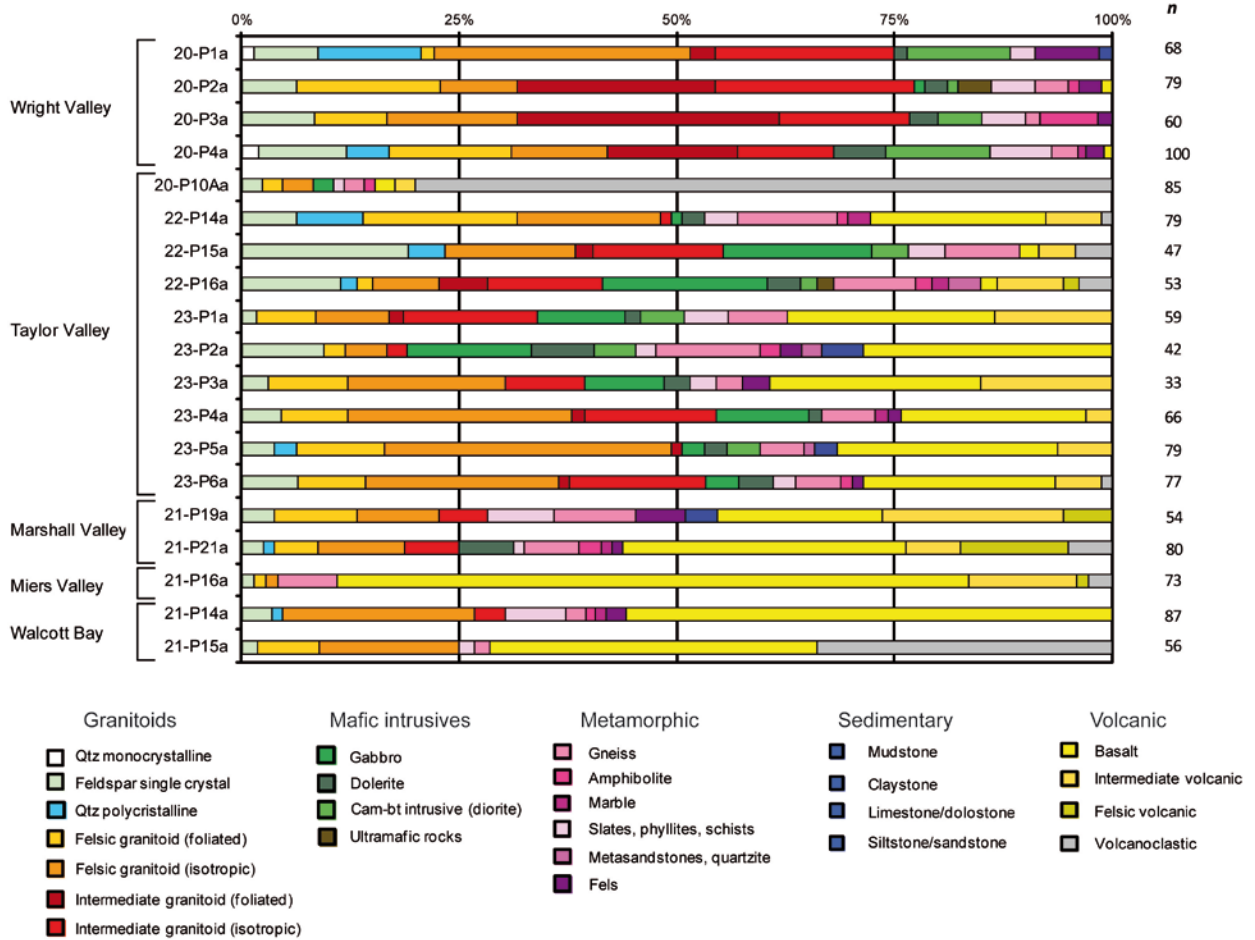 0% 25% 50% 75% 100% n
Wright Valley
20-P1a 68
20-P2a 79
20-P3a 60
20-P4a 100
Taylor Valley
20-P10Aa 85
22-P14a 79
22-P15a 47
22-P16a 53
23-P1a 59
23-P2a 42
23-P3a 33
23-P4a 66
23-P5a 79
23-P6a 77
Marshall Valley
21-P19a 54
21-P21a 80
Miers Valley
21-P16a 73
Walcott Bay
21-P14a 87
21-P15a 56
Granitoids
Qtz monocrystalline
Feldspar single crystal
Qtz polycristalline
Felsic granitoid (foliated)
Felsic granitoid (isotropic)
Intermediate granitoid (foliated)
Intermediate granitoid (isotropic)
Mafic intrusives
Gabbro
Dolerite
Cam-bt intrusive (diorite)
Ultramafic rocks
Metamorphic
Gneiss
Amphibolite
Marble
Slates, phyllites, schists
Metasandstones, quartzite
Fels
Sedimentary
Mudstone
Claystone
Limestone/dolostone
Siltstone/sandstone
Volcanic
Basalt
Intermediate volcanic
Felsic volcanic
Volcanoclastic